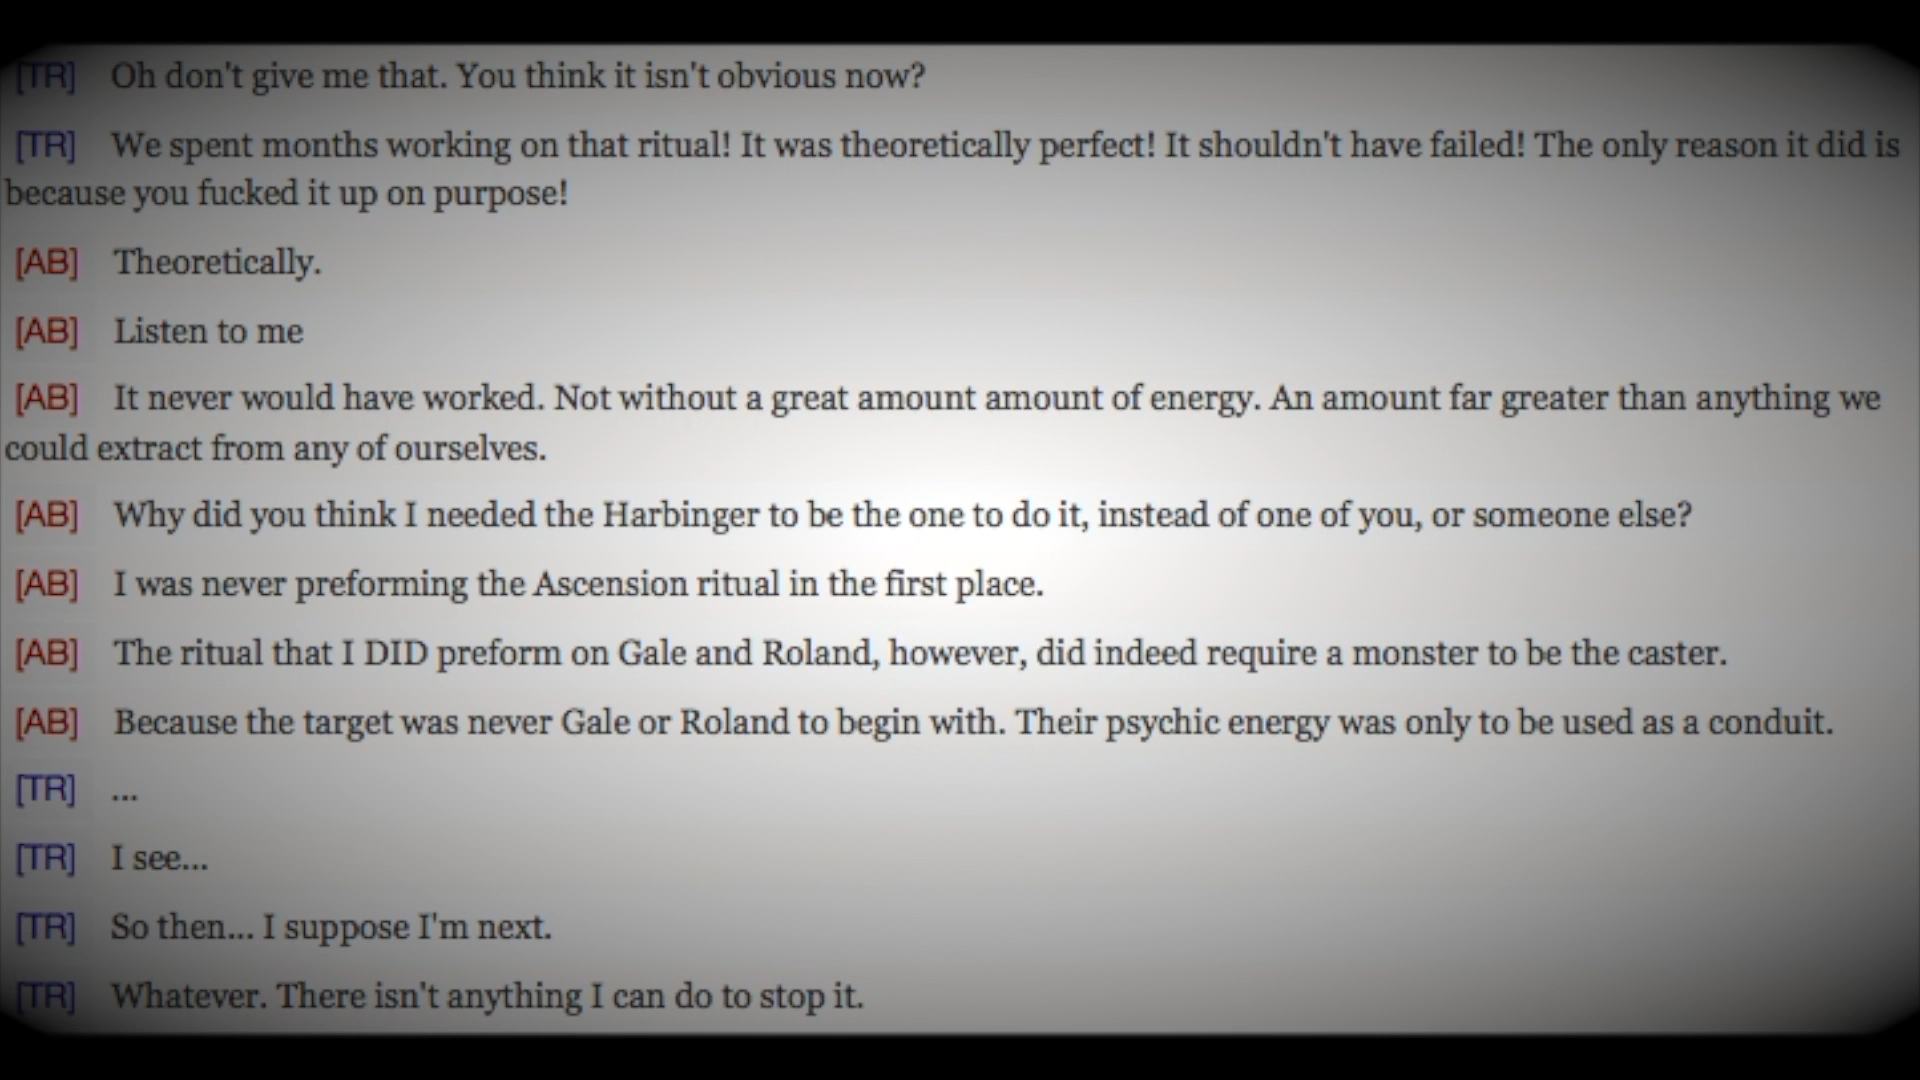 [TR] Oh don't give me that. You think it isn't obvious now?
[TR] We spent months working on that ritual! It was theoretically perfect! It shouldn't have failed! The only reason it did is
because you fucked it up on purpose!
[AB] Theoretically.
[AB] Listen to me
[AB] It never would have worked. Not without a great amount amount of energy. An amount far greater than anything we
could extract from any of ourselves.
[AB] Why did you think I needed the Harbinger to be the one to do it, instead of one of you, or someone else?
[AB] I was never preforming the Ascension ritual in the first place.
[AB] The ritual that I DID preform on Gale and Roland, however, did indeed require a monster to be the caster.
[AB] Because the target was never Gale or Roland to begin with. Their psychic energy was only to be used as a conduit.
[TR] ...
[TR] I see...
[TR] So then... I suppose I'm next.
[TR] Whatever. There isn't anything I can do to stop it.